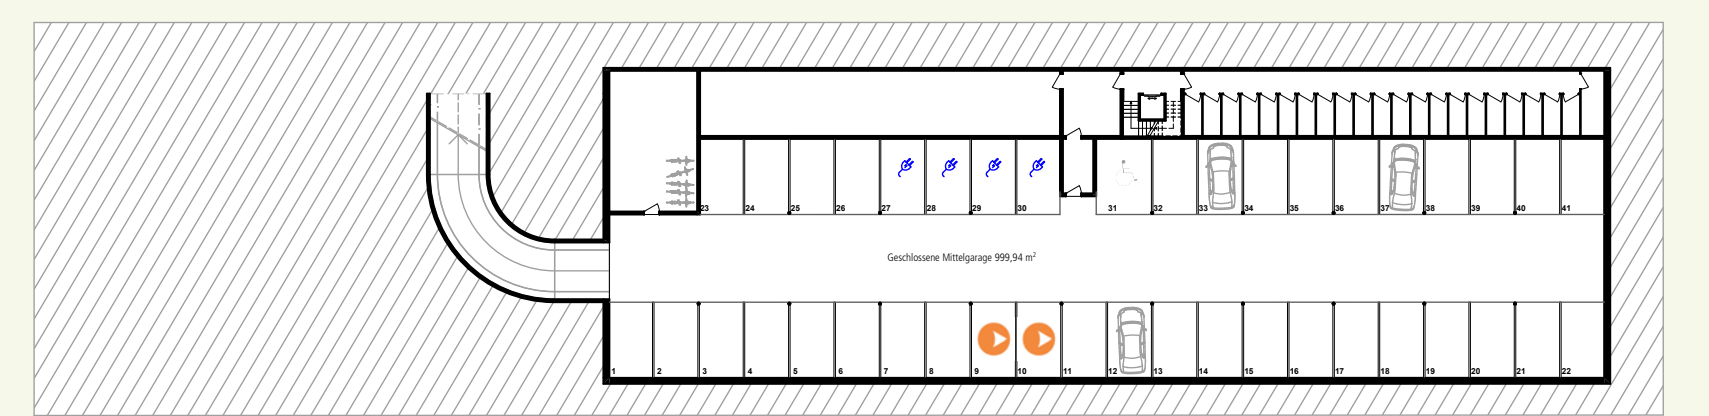 23 24 25 26 27 28 29 30 31 32 33 34 35 36 37 38 39 40 41
Geschlossene Mittelgarage 999,94 m²
1 2 3 4 5 6 7 8 9 10 11 12 13 14 15 16 17 18 19 20 21 22